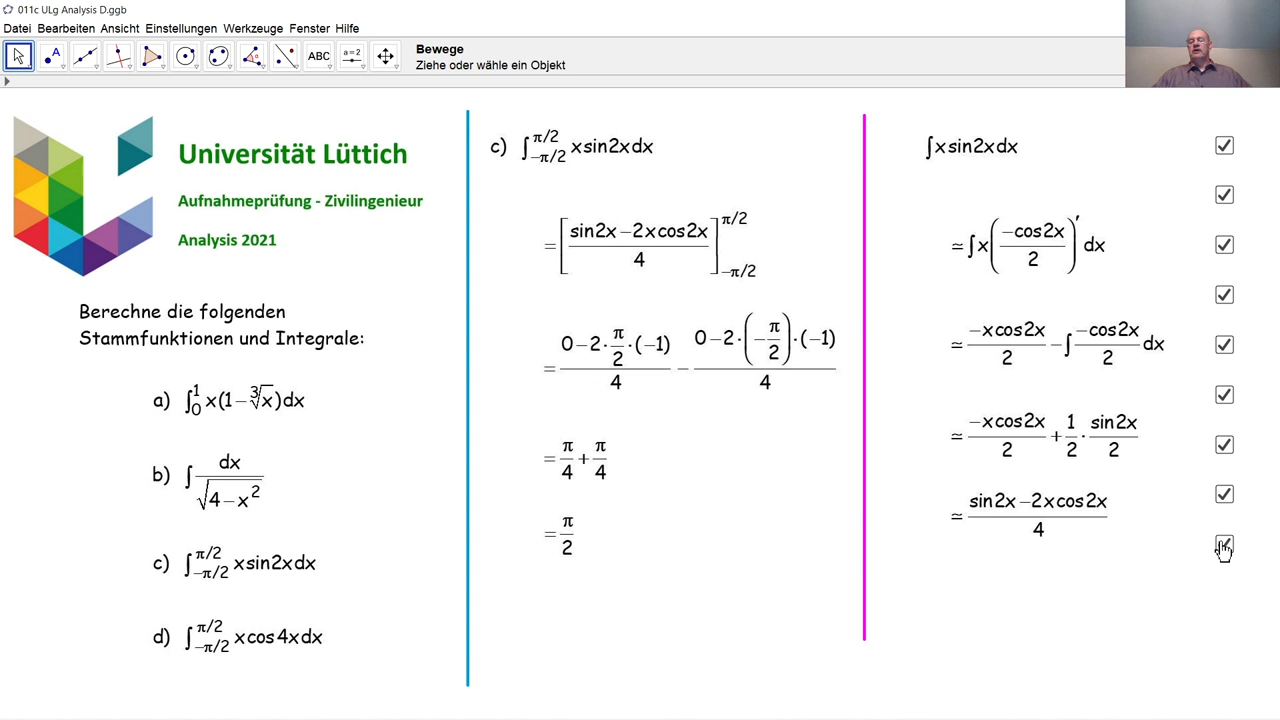 011c ULg Analysis D.ggb
Datei Bearbeiten Ansicht Einstellungen Werkzeuge Fenster Hilfe
ABC
a=2
Bewege
Ziehe oder wähle ein Objekt
Universität Lüttich
Aufnahmeprüfung - Zivilingenieur
Analysis 2021
Berechne die folgenden
Stammfunktionen und Integrale:
a) ∫₀¹ x(1−∛x)dx
b) ∫ dx/√(4−x²)
c) ∫_{−π/2}^{π/2} xsin2xdx
d) ∫_{−π/2}^{π/2} xcos4xdx
c) ∫_{−π/2}^{π/2} xsin2xdx
= [(sin2x−2xcos2x)/4]_{−π/2}^{π/2}
= (0−2·π/2·(−1))/4 − (0−2·(−π/2)·(−1))/4
= π/4 + π/4
= π/2
∫xsin2xdx
≃ ∫x((−cos2x)/2)′dx
≃ (−xcos2x)/2 − ∫(−cos2x)/2 dx
≃ (−xcos2x)/2 + 1/2 · (sin2x)/2
≃ (sin2x−2xcos2x)/4